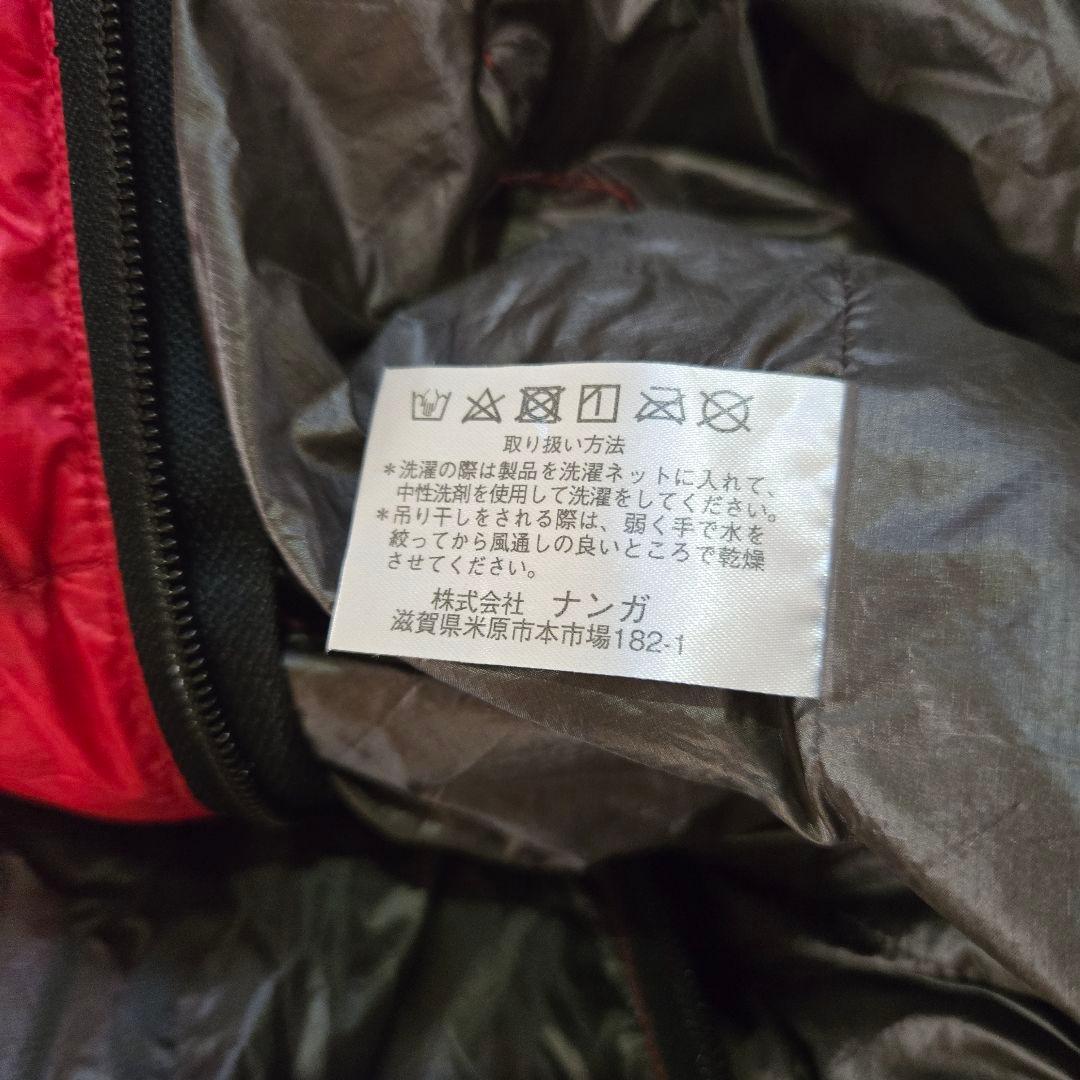 取り扱い方法
*洗濯の際は製品を洗濯ネットに入れて、
中性洗剤を使用して洗濯をしてください。
*吊り干しをされる際は、弱く手で水を
絞ってから風通しの良いところで乾燥
させてください。
株式会社 ナンガ
滋賀県米原市本市場182-1